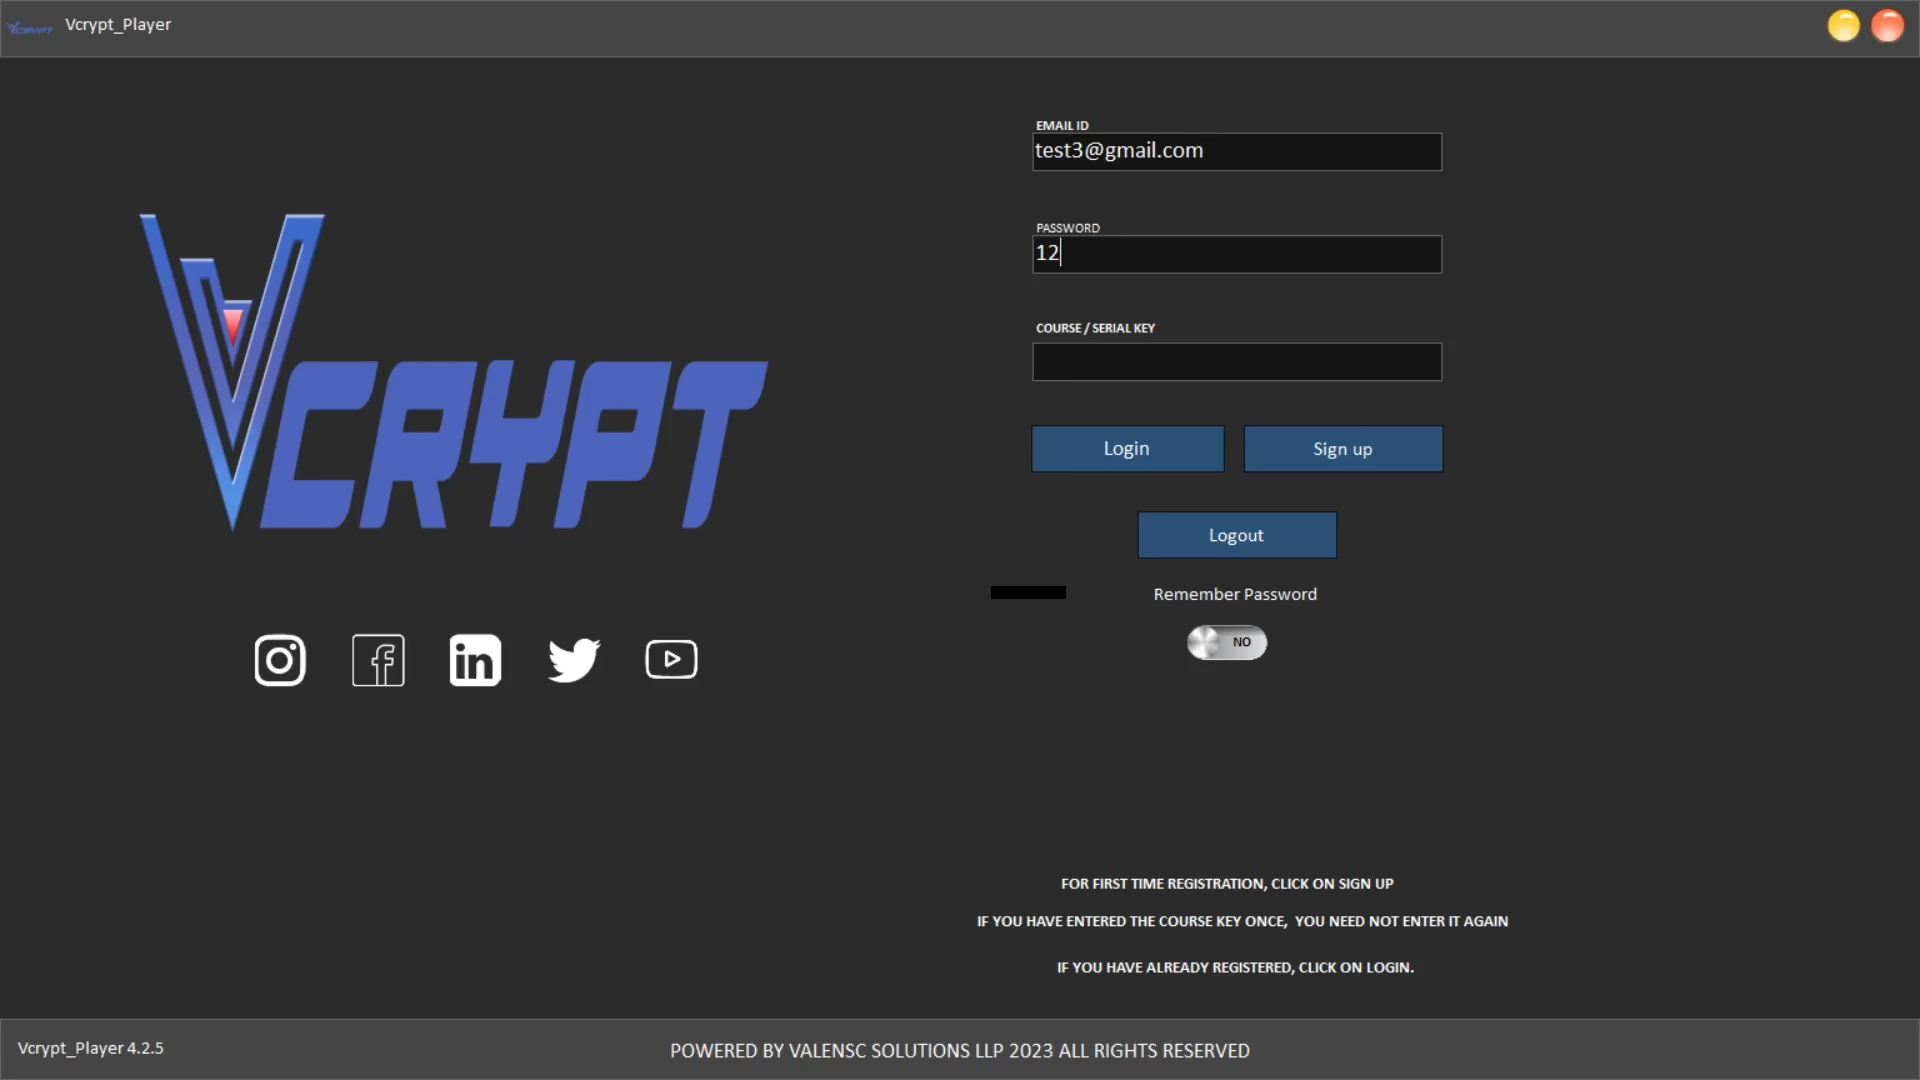 VCRYPT Vcrypt_Player
EMAIL ID
test3@gmail.com
PASSWORD
12
COURSE / SERIAL KEY
VCRYPT
Login Sign up
Logout
Remember Password
NO
FOR FIRST TIME REGISTRATION, CLICK ON SIGN UP
IF YOU HAVE ENTERED THE COURSE KEY ONCE, YOU NEED NOT ENTER IT AGAIN
IF YOU HAVE ALREADY REGISTERED, CLICK ON LOGIN.
Vcrypt_Player 4.2.5
POWERED BY VALENSC SOLUTIONS LLP 2023 ALL RIGHTS RESERVED